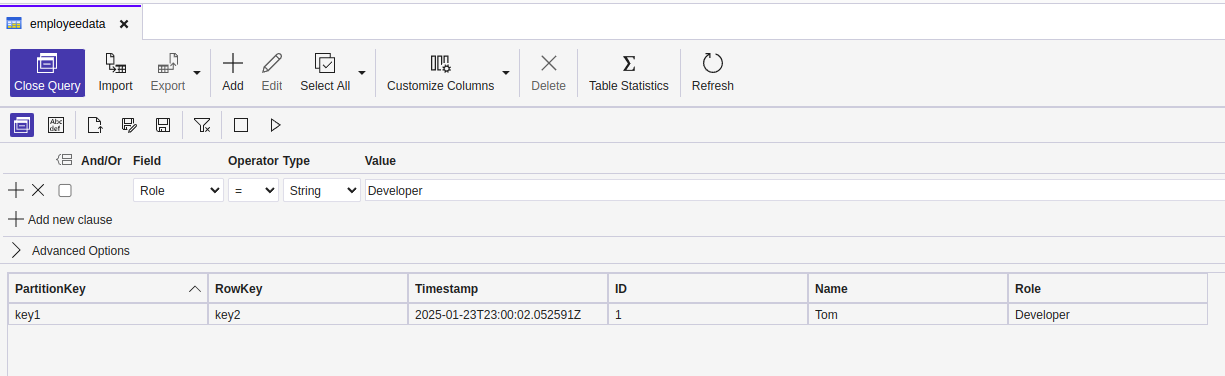 employeedata
Close Query Import Export Add Edit Select All Customize Columns Delete Table Statistics Refresh
Abc
def
And/Or Field Operator Type Value
Role = String Developer
Add new clause
Advanced Options
PartitionKey RowKey Timestamp ID Name Role
key1 key2 2025-01-23T23:00:02.052591Z 1 Tom Developer